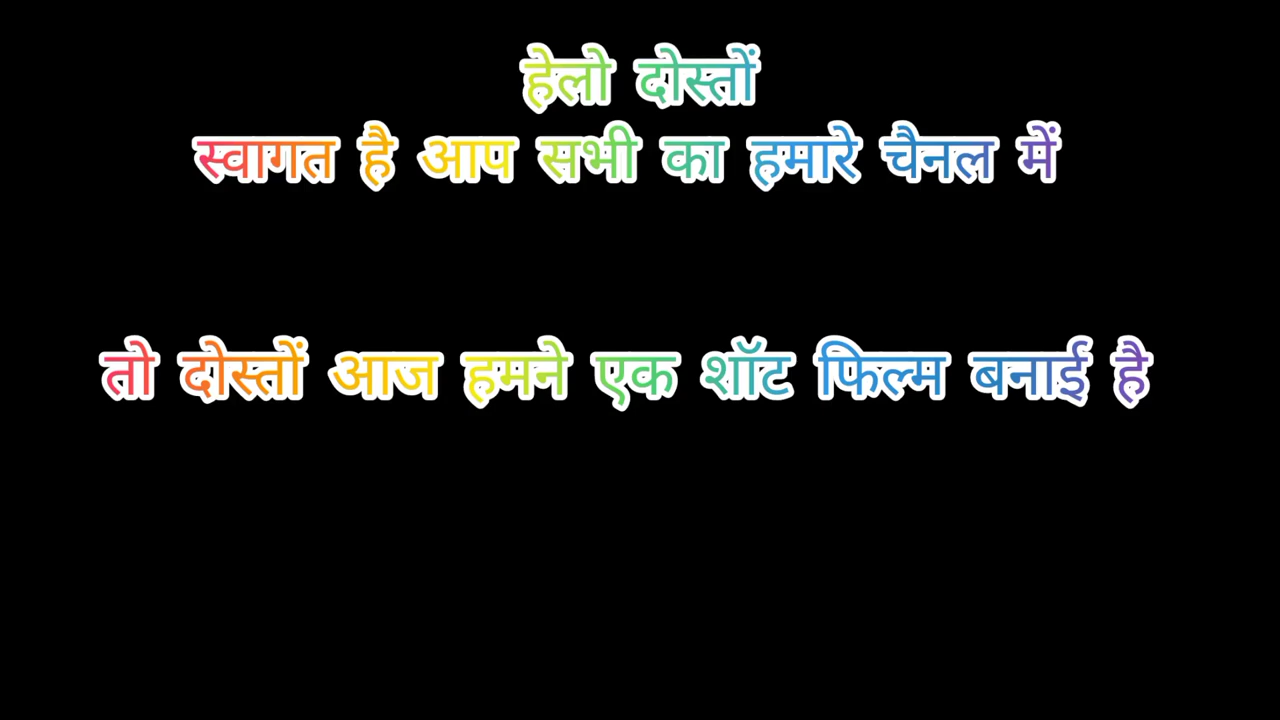 हेलो दोस्तों
स्वागत है आप सभी का हमारे चैनल में
तो दोस्तों आज हमने एक शॉट फिल्म बनाई है